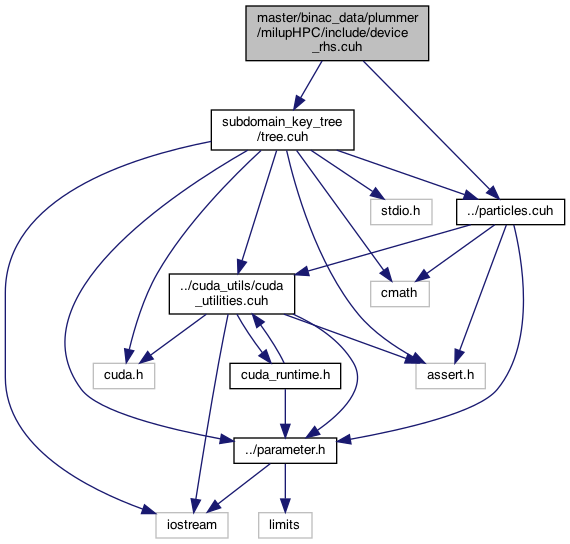 master/binac_data/plummer
/milupHPC/include/device
_rhs.cuh
subdomain_key_tree
/tree.cuh
stdio.h
../particles.cuh
../cuda_utils/cuda
_utilities.cuh
cmath
cuda.h
cuda_runtime.h
assert.h
../parameter.h
iostream
limits